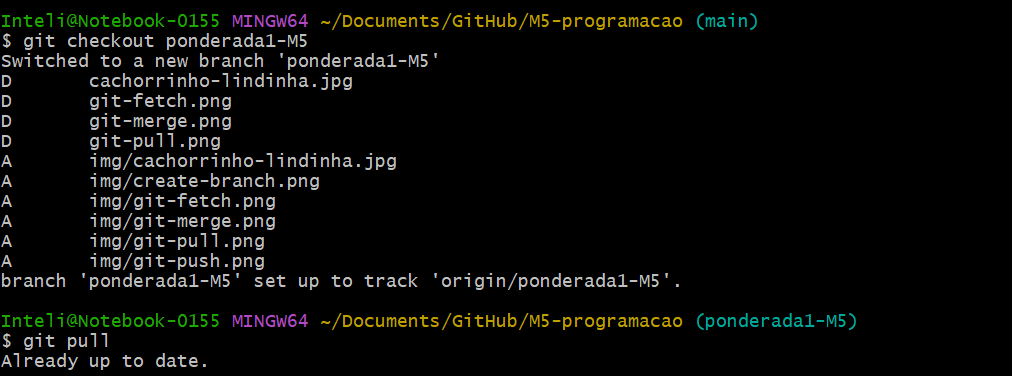 Inteli@Notebook-0155 MINGW64 ~/Documents/GitHub/M5-programacao (main)
$ git checkout ponderada1-M5
Switched to a new branch 'ponderada1-M5'
D       cachorrinho-lindinha.jpg
D       git-fetch.png
D       git-merge.png
D       git-pull.png
A       img/cachorrinho-lindinha.jpg
A       img/create-branch.png
A       img/git-fetch.png
A       img/git-merge.png
A       img/git-pull.png
A       img/git-push.png
branch 'ponderada1-M5' set up to track 'origin/ponderada1-M5'.
Inteli@Notebook-0155 MINGW64 ~/Documents/GitHub/M5-programacao (ponderada1-M5)
$ git pull
Already up to date.